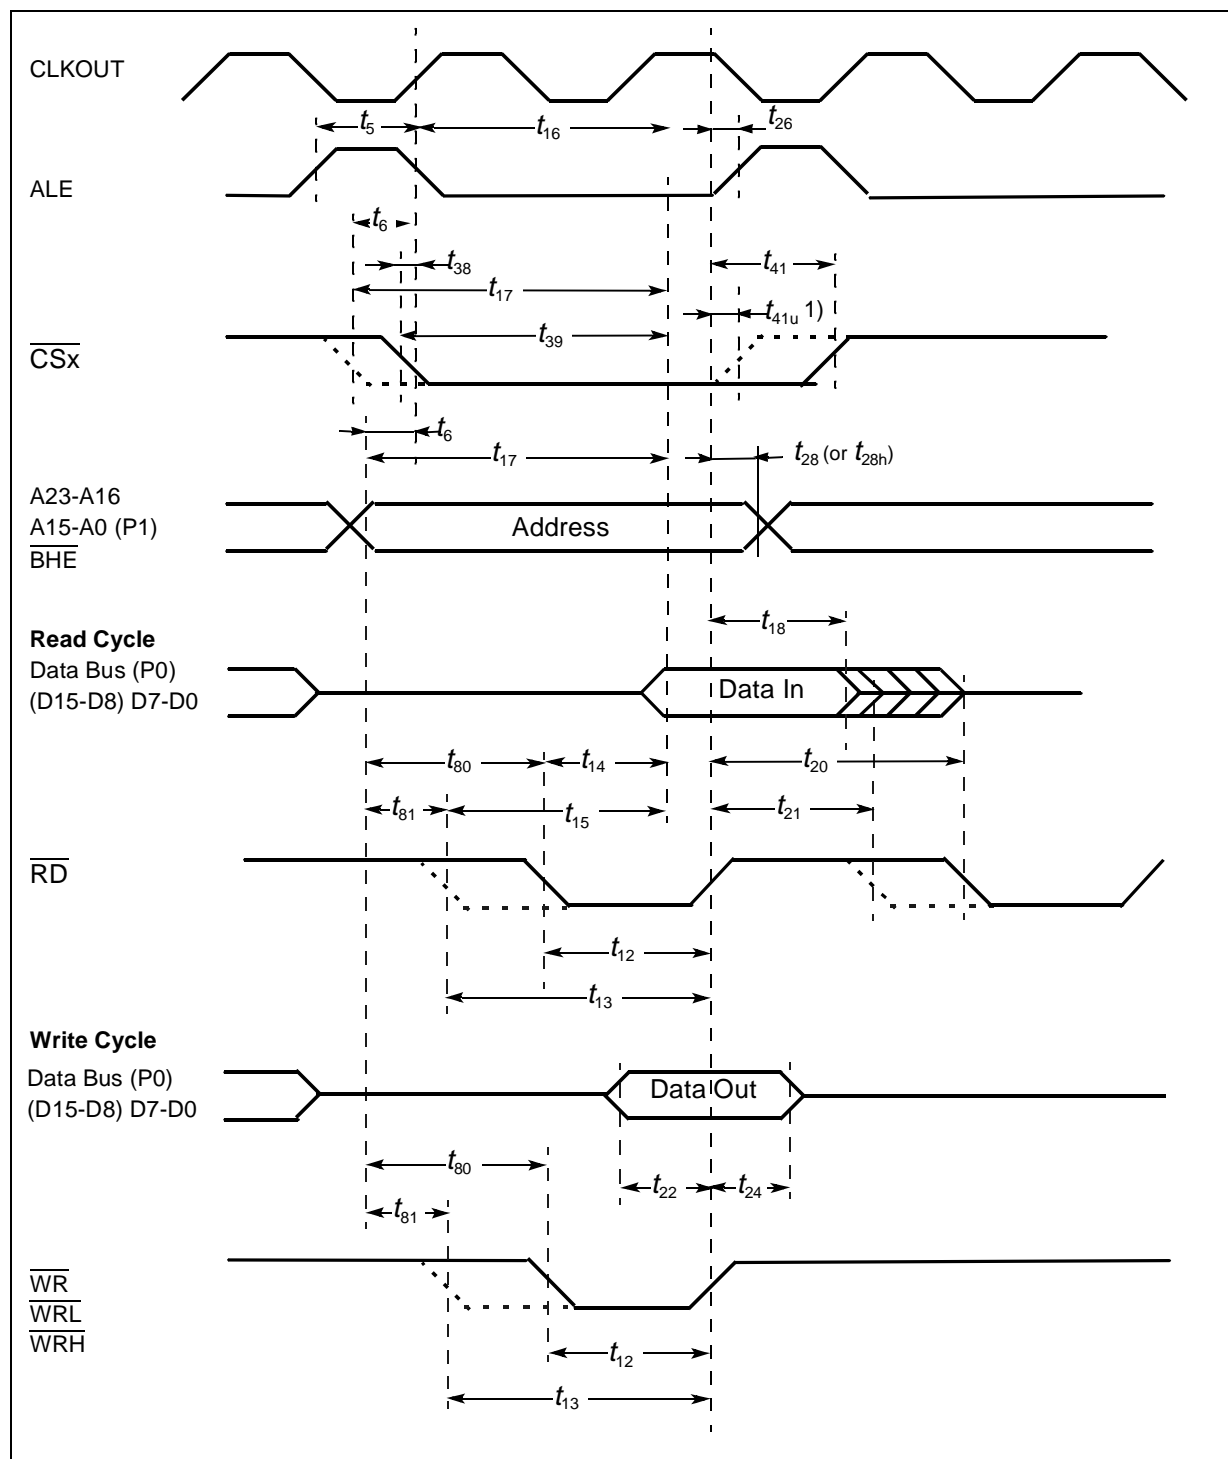 CLKOUT
t5
t16
t26
ALE
t6
t38
t41
t17
t41u 1)
t39
CSx
t6
t17
t28 (or t28h)
A23-A16
A15-A0 (P1)
Address
BHE
t18
Read Cycle
Data Bus (P0)
Data In
(D15-D8) D7-D0
t80
t14
t20
t81
t15
t21
RD
t12
t13
Write Cycle
Data Bus (P0)
Data Out
(D15-D8) D7-D0
t80
t22
t24
t81
WR
WRL
WRH
t12
t13